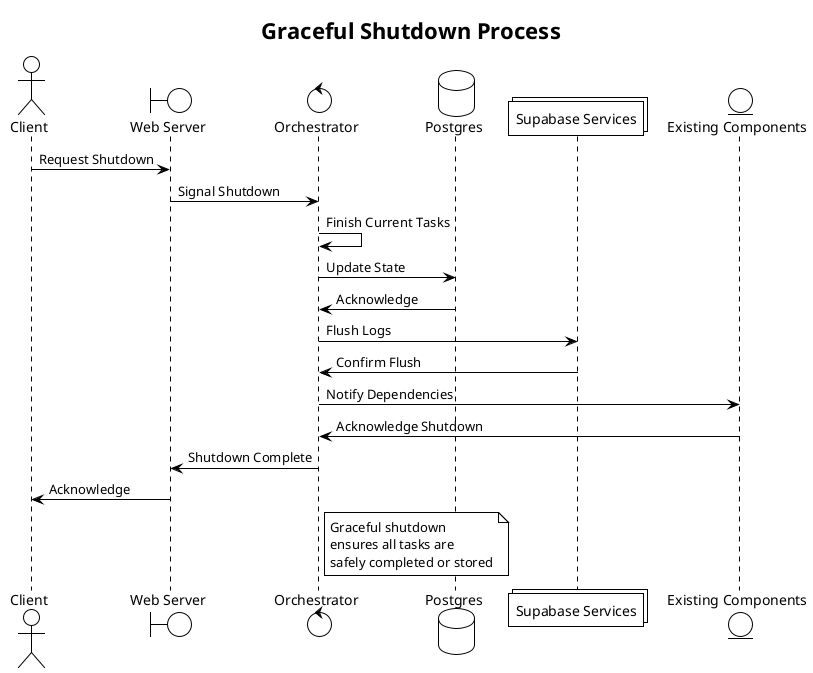 Graceful Shutdown Process
Client
Web Server
Orchestrator
Postgres
Supabase Services
Existing Components
Request Shutdown
Signal Shutdown
Finish Current Tasks
Update State
Acknowledge
Flush Logs
Confirm Flush
Notify Dependencies
Acknowledge Shutdown
Shutdown Complete
Acknowledge
Graceful shutdown
ensures all tasks are
safely completed or stored
Client
Web Server
Orchestrator
Postgres
Supabase Services
Existing Components